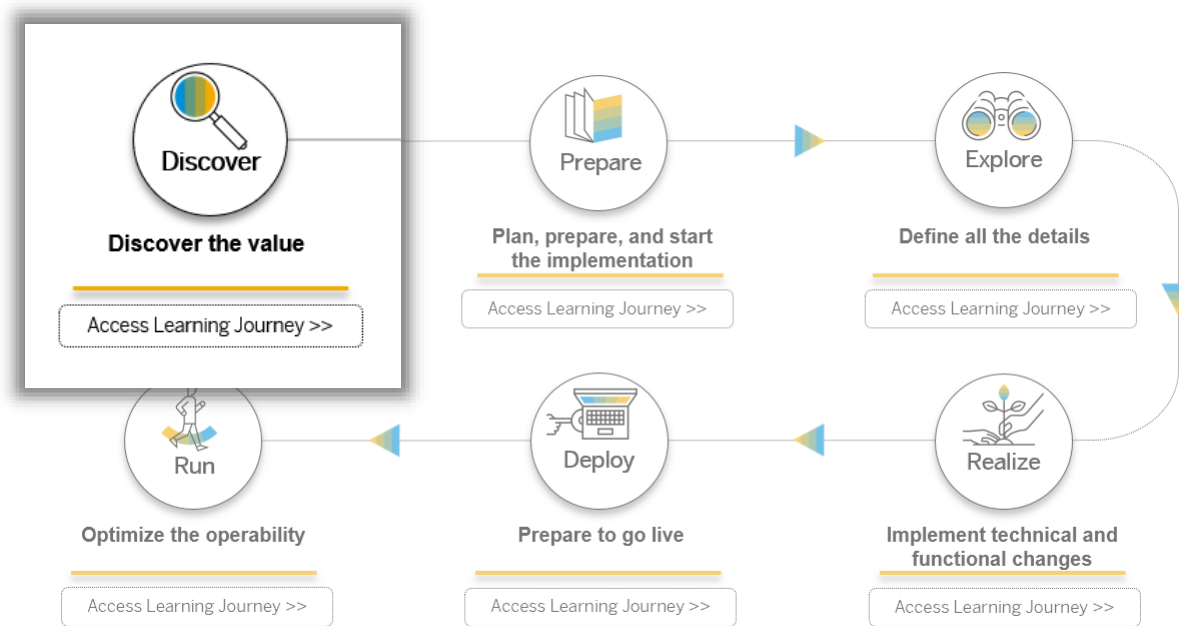 Discover
Discover the value
Access Learning Journey >>
Prepare
Plan, prepare, and start
the implementation
Access Learning Journey >>
Explore
Define all the details
Access Learning Journey >>
Realize
Implement technical and
functional changes
Access Learning Journey >>
Deploy
Prepare to go live
Access Learning Journey >>
Run
Optimize the operability
Access Learning Journey >>